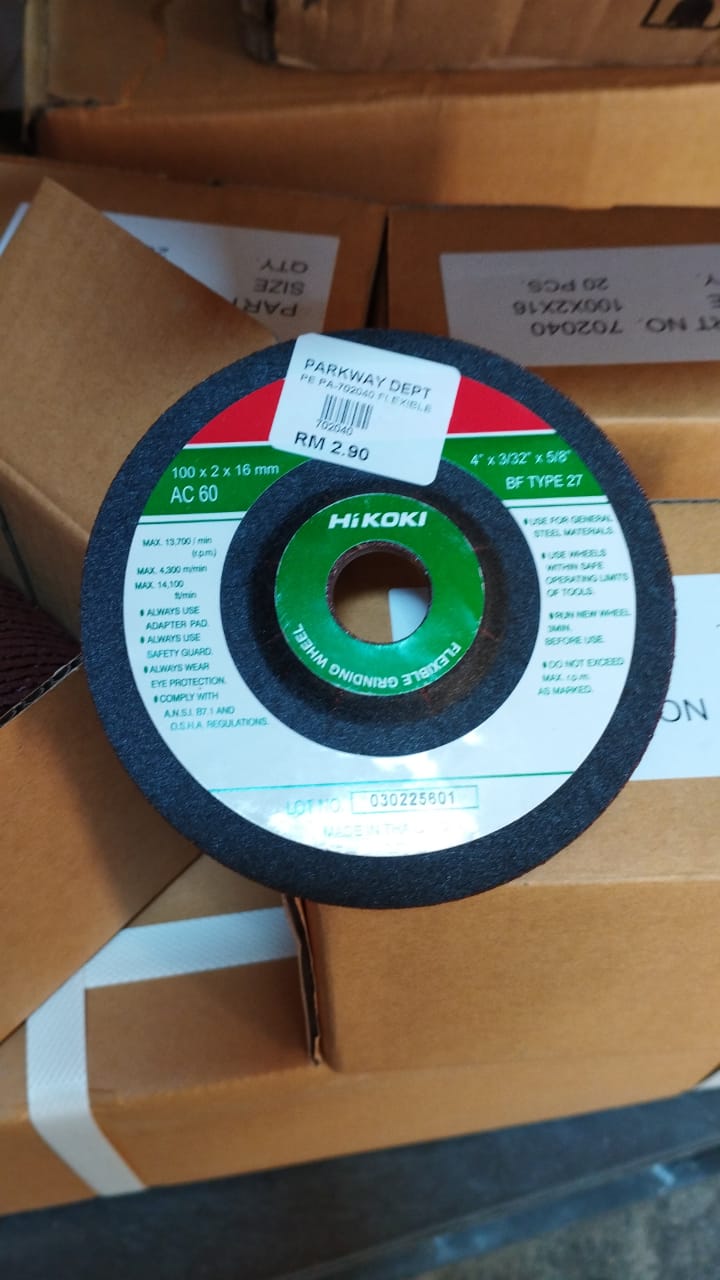 QTY
SIZE
PAR
20 PCS.
100X2X16
RT NO. 702040
PARKWAY DEPT
PE PA-702040 FLEXIBLE
702040
RM 2.90
100 x 2 x 16 mm
AC 60
4" x 3/32" x 5/8"
BF TYPE 27
HiKOKI
FLEXIBLE GRINDING WHEEL
MAX. 13,700 / min
(r.p.m.)
MAX. 4,300 m/min
MAX. 14,100
ft/min
ALWAYS USE
ADAPTER PAD.
ALWAYS USE
SAFETY GUARD.
ALWAYS WEAR
EYE PROTECTION.
COMPLY WITH
A.N.S.I. B7.1 AND
O.S.H.A. REGULATIONS.
USE FOR GENERAL
STEEL MATERIALS.
USE WHEELS
WITHIN SAFE
OPERATING LIMITS
OF TOOLS.
RUN NEW WHEEL
3MIN.
BEFORE USE.
DO NOT EXCEED
MAX. r.p.m.
AS MARKED.
LOT NO. 030225601
MADE IN
ON